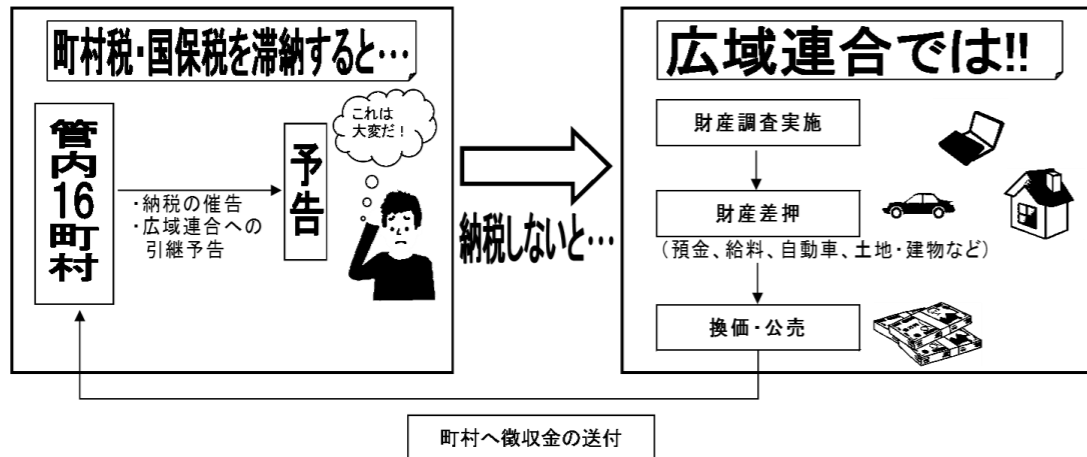 町村税・国保税を滞納すると…
管内16町村
・納税の催告
・広域連合への
引継予告
予告
これは
大変だ！
納税しないと…
広域連合では!!
財産調査実施
財産差押
（預金、給料、自動車、土地・建物など）
換価・公売
町村へ徴収金の送付